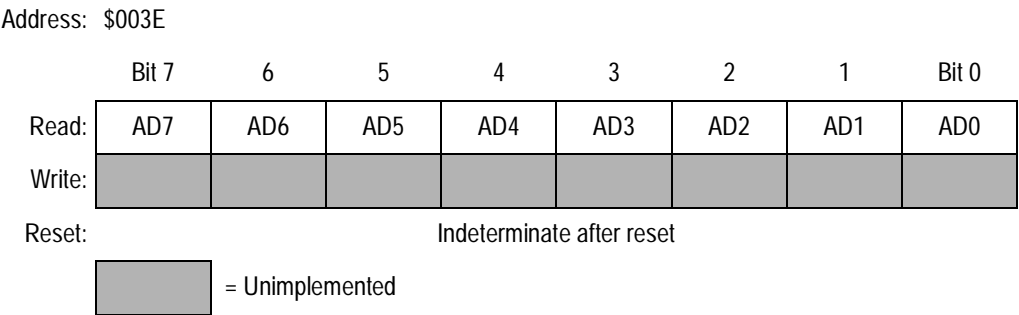 Address: $003E
Bit 7 6 5 4 3 2 1 Bit 0
Read: AD7 AD6 AD5 AD4 AD3 AD2 AD1 AD0
Write:
Reset: Indeterminate after reset
= Unimplemented